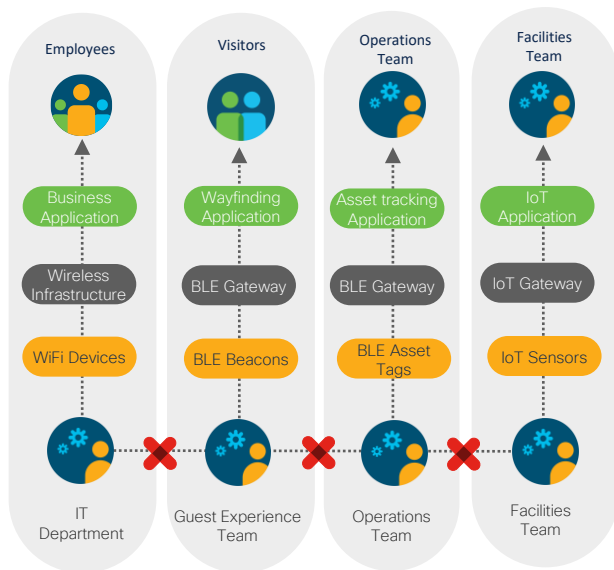 Employees
Business
Application
Wireless
Infrastructure
WiFi Devices
IT
Department
Visitors
Wayfinding
Application
BLE Gateway
BLE Beacons
Guest Experience
Team
Operations
Team
Asset tracking
Application
BLE Gateway
BLE Asset
Tags
Operations
Team
Facilities
Team
IoT
Application
IoT Gateway
IoT Sensors
Facilities
Team